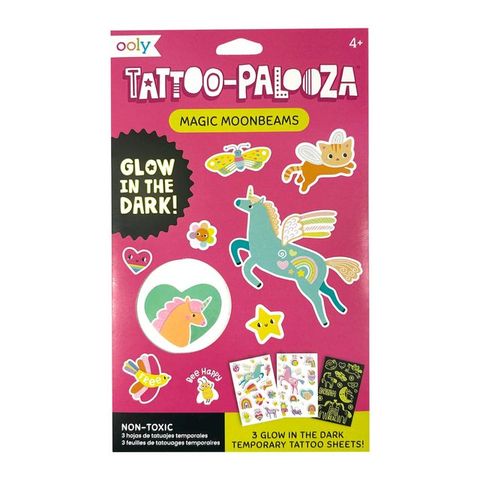 ooly
4+
TATTOO-PALOOZA
MAGIC MOONBEAMS
GLOW
IN THE
DARK!
FREE
Bee Happy
NON-TOXIC
3 hojas de tatuajes temporales
3 feuilles de tatouages temporaires
3 GLOW IN THE DARK
TEMPORARY TATTOO SHEETS!